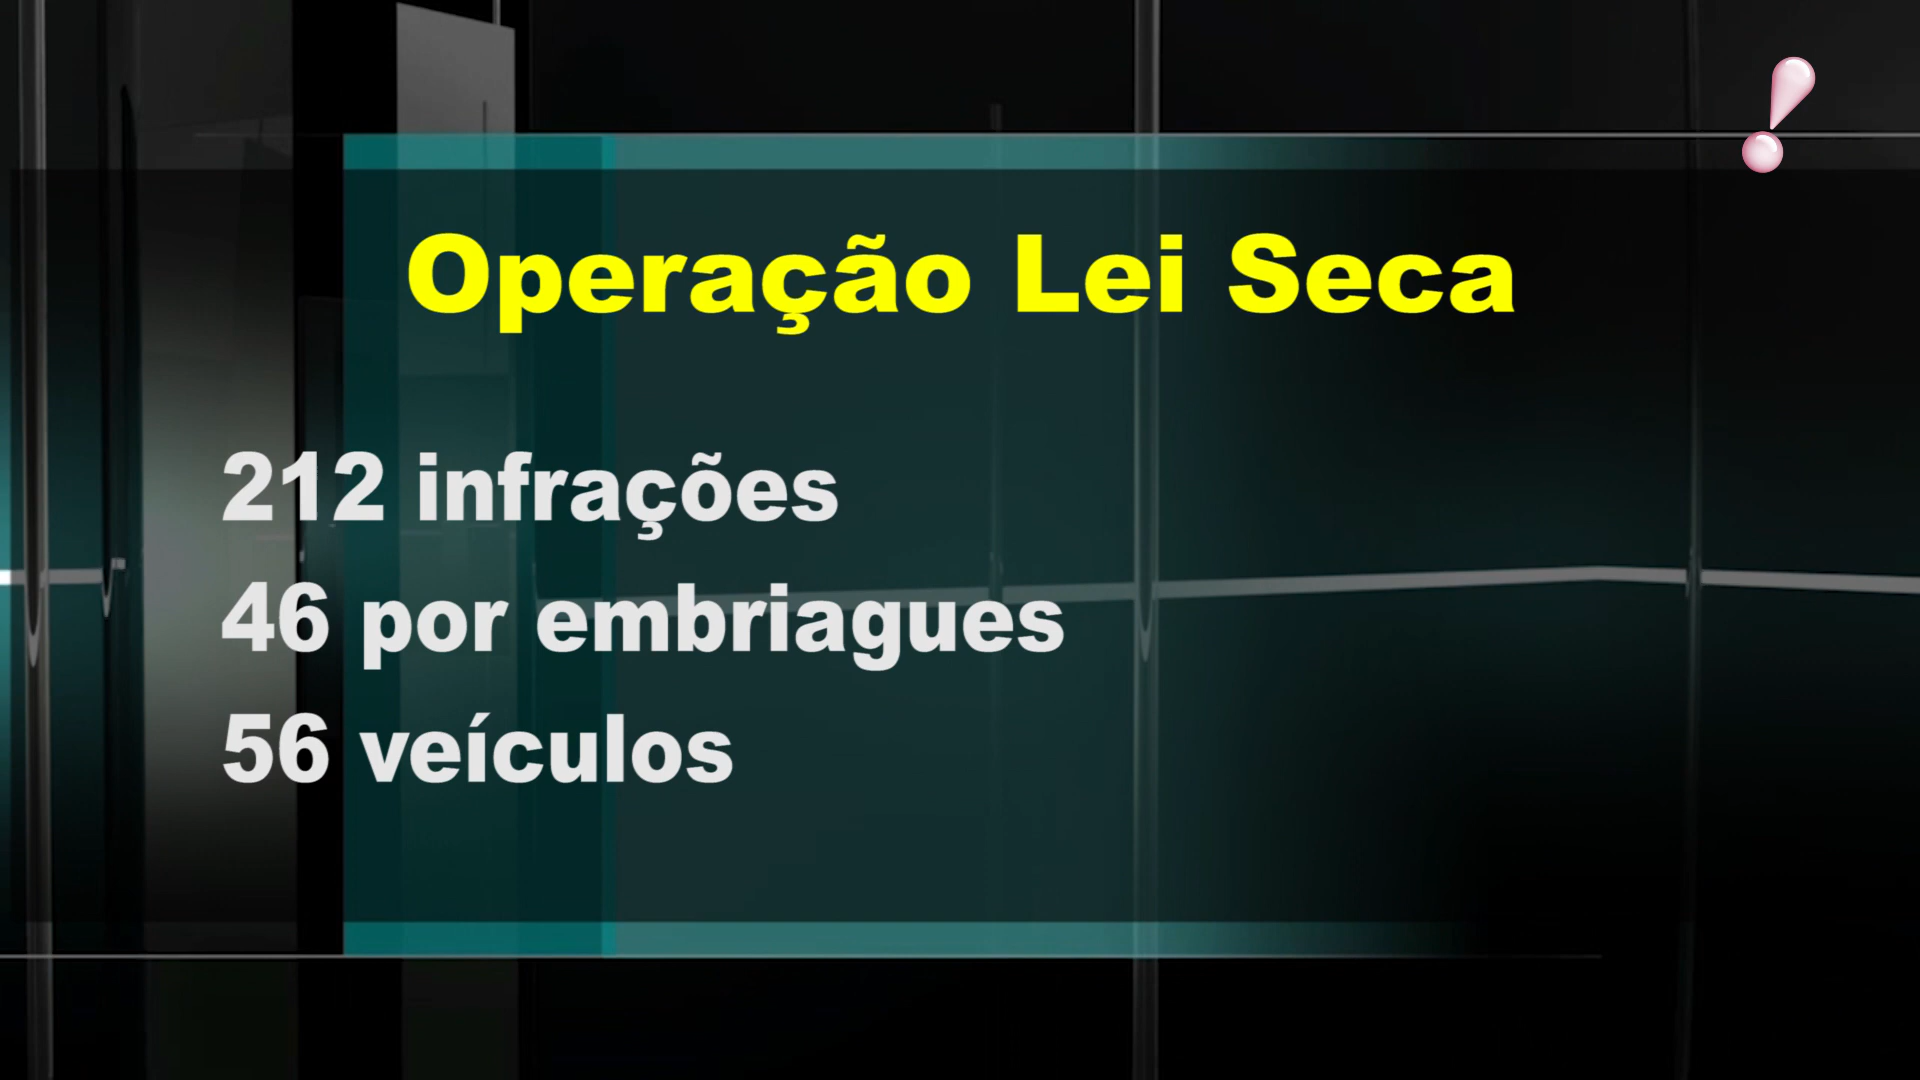 Operação Lei Seca
212 infrações
46 por embriagues
56 veículos